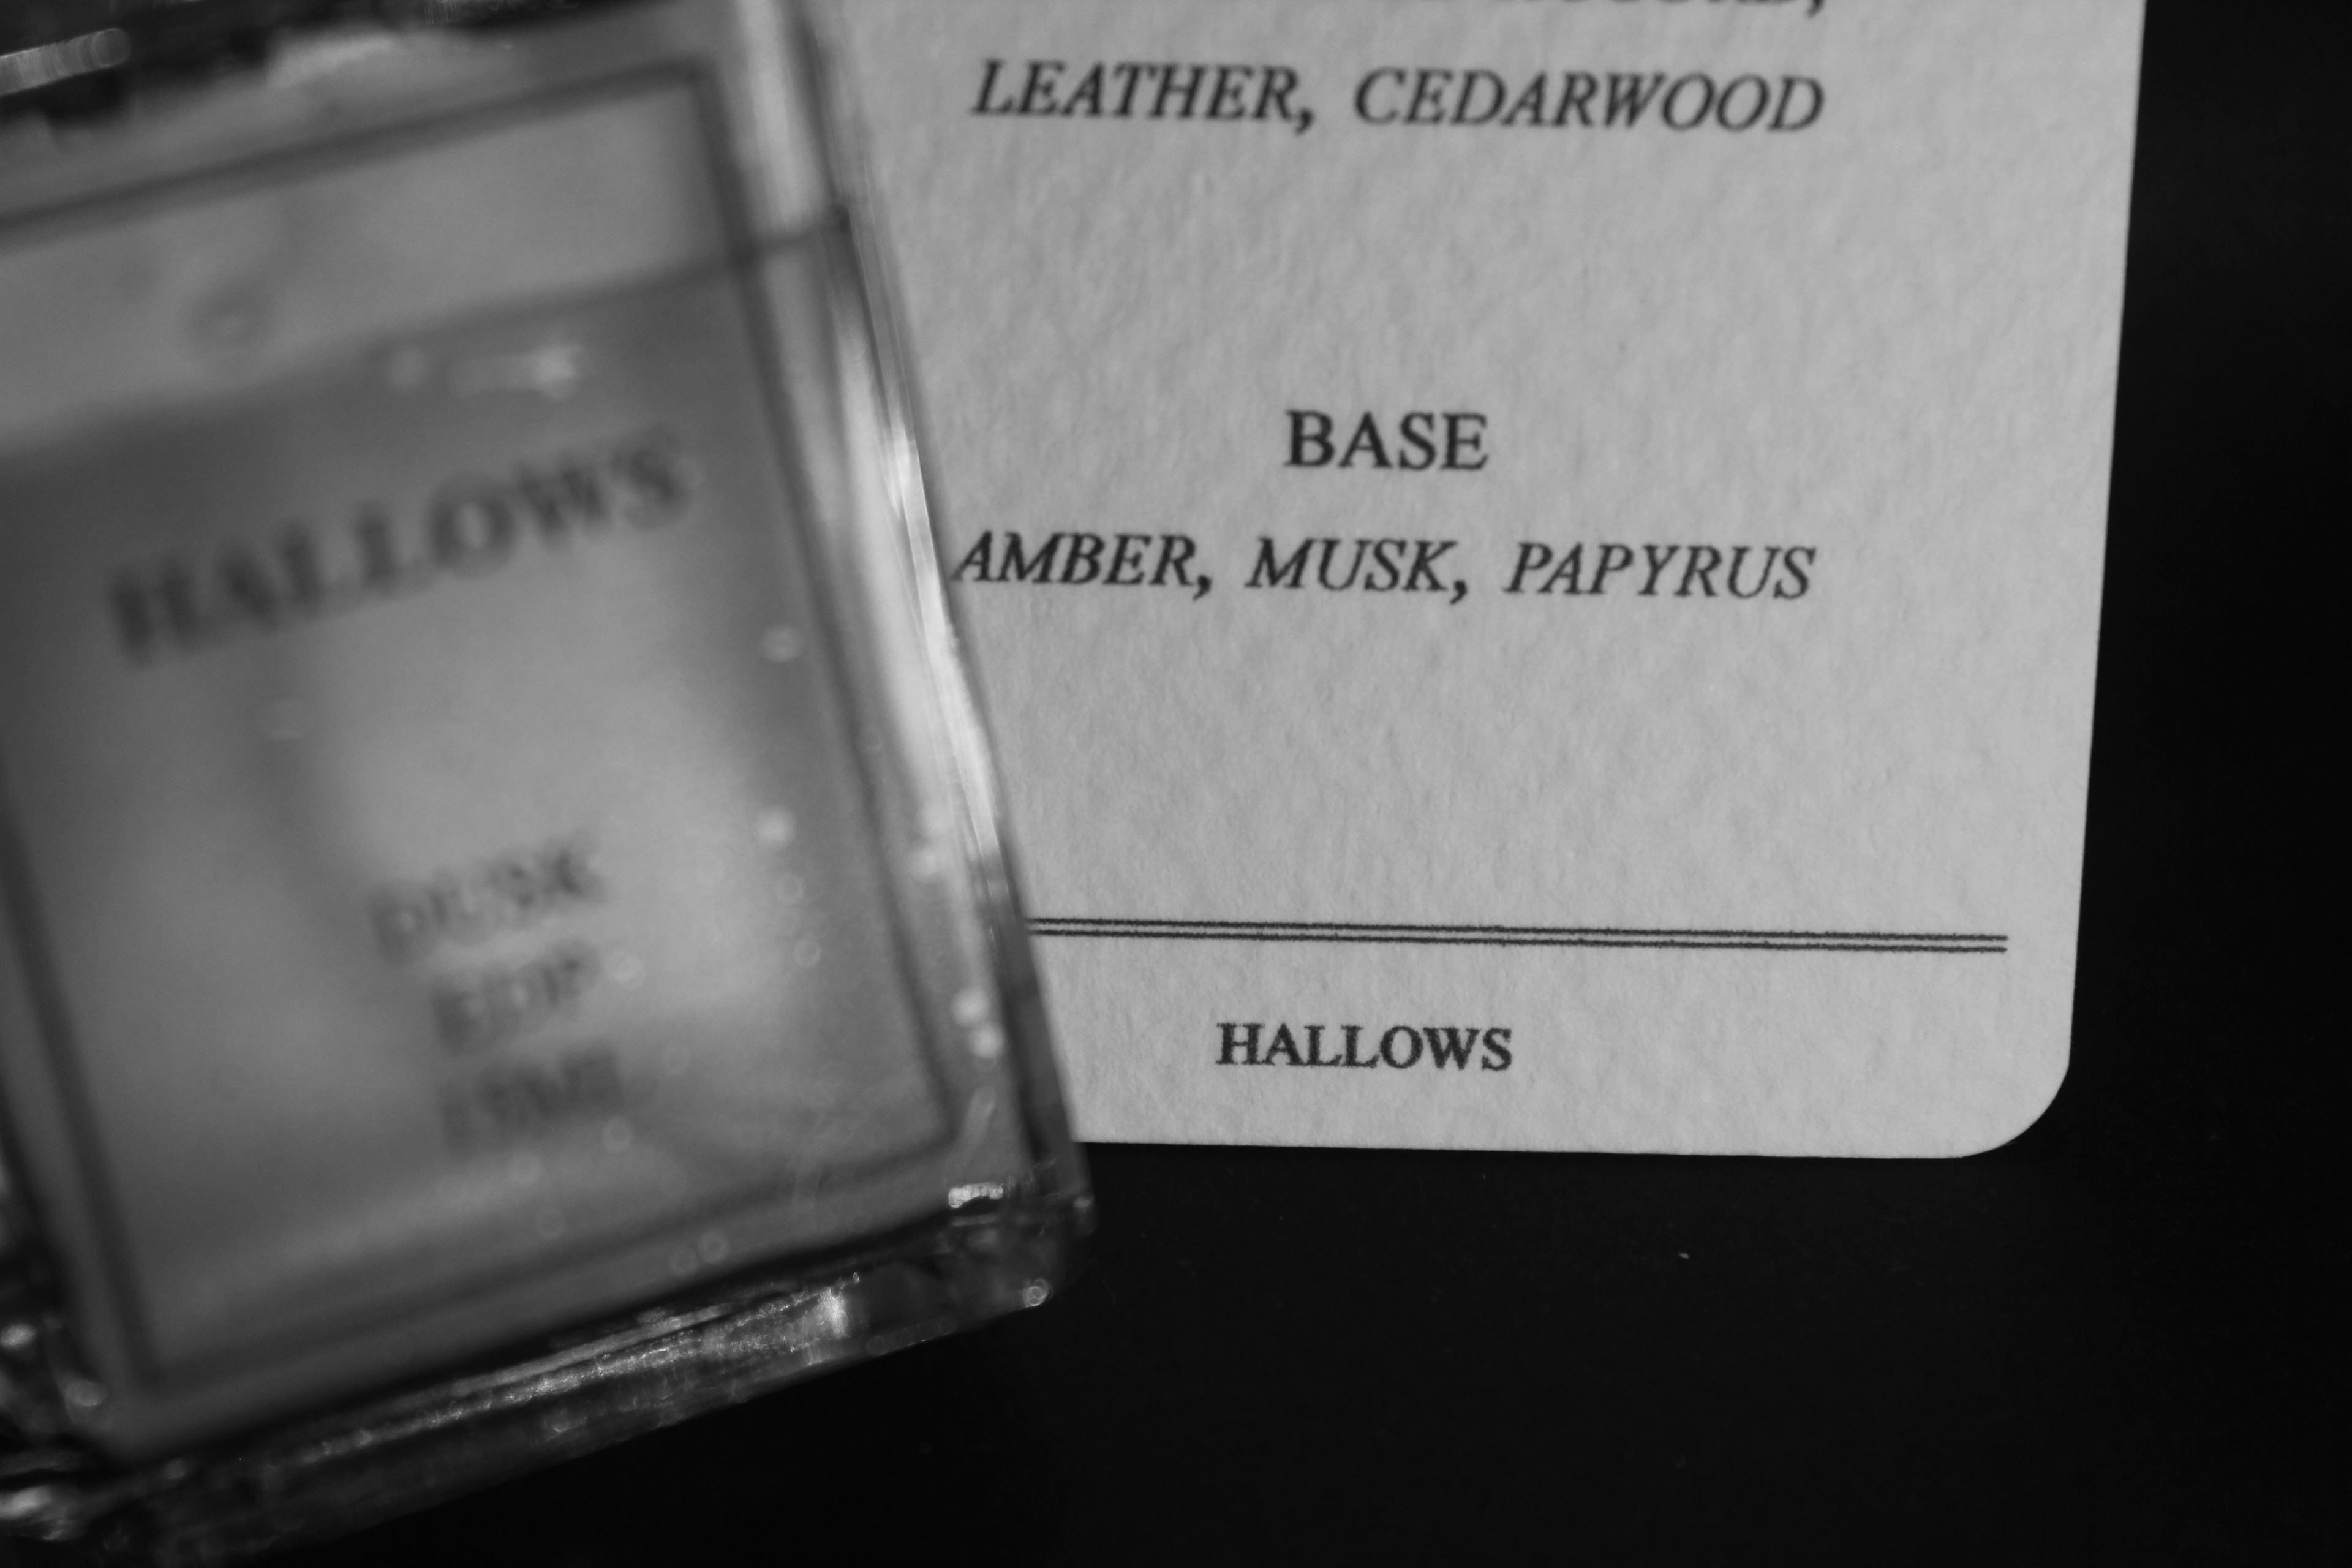 HALLOWS
DUSK
EDP
LEATHER, CEDARWOOD
BASE
AMBER, MUSK, PAPYRUS
HALLOWS